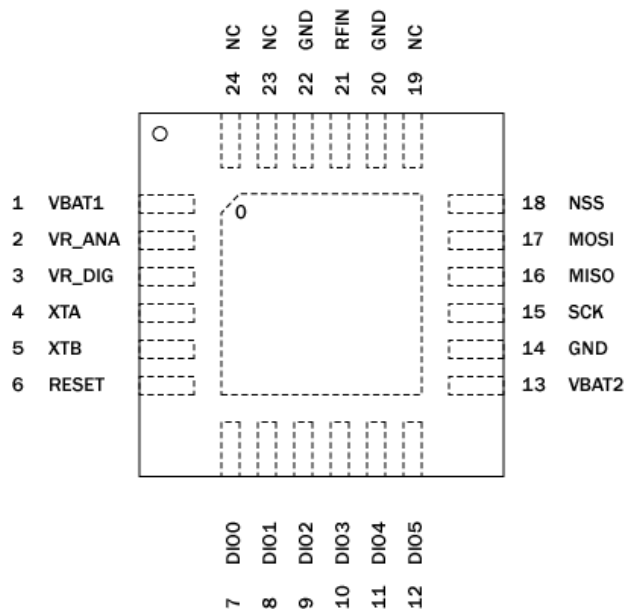 24 NC
23 NC
22 GND
21 RFIN
20 GND
19 NC
0
1 VBAT1
2 VR_ANA
3 VR_DIG
4 XTA
5 XTB
6 RESET
18 NSS
17 MOSI
16 MISO
15 SCK
14 GND
13 VBAT2
7 DIO0
8 DIO1
9 DIO2
10 DIO3
11 DIO4
12 DIO5